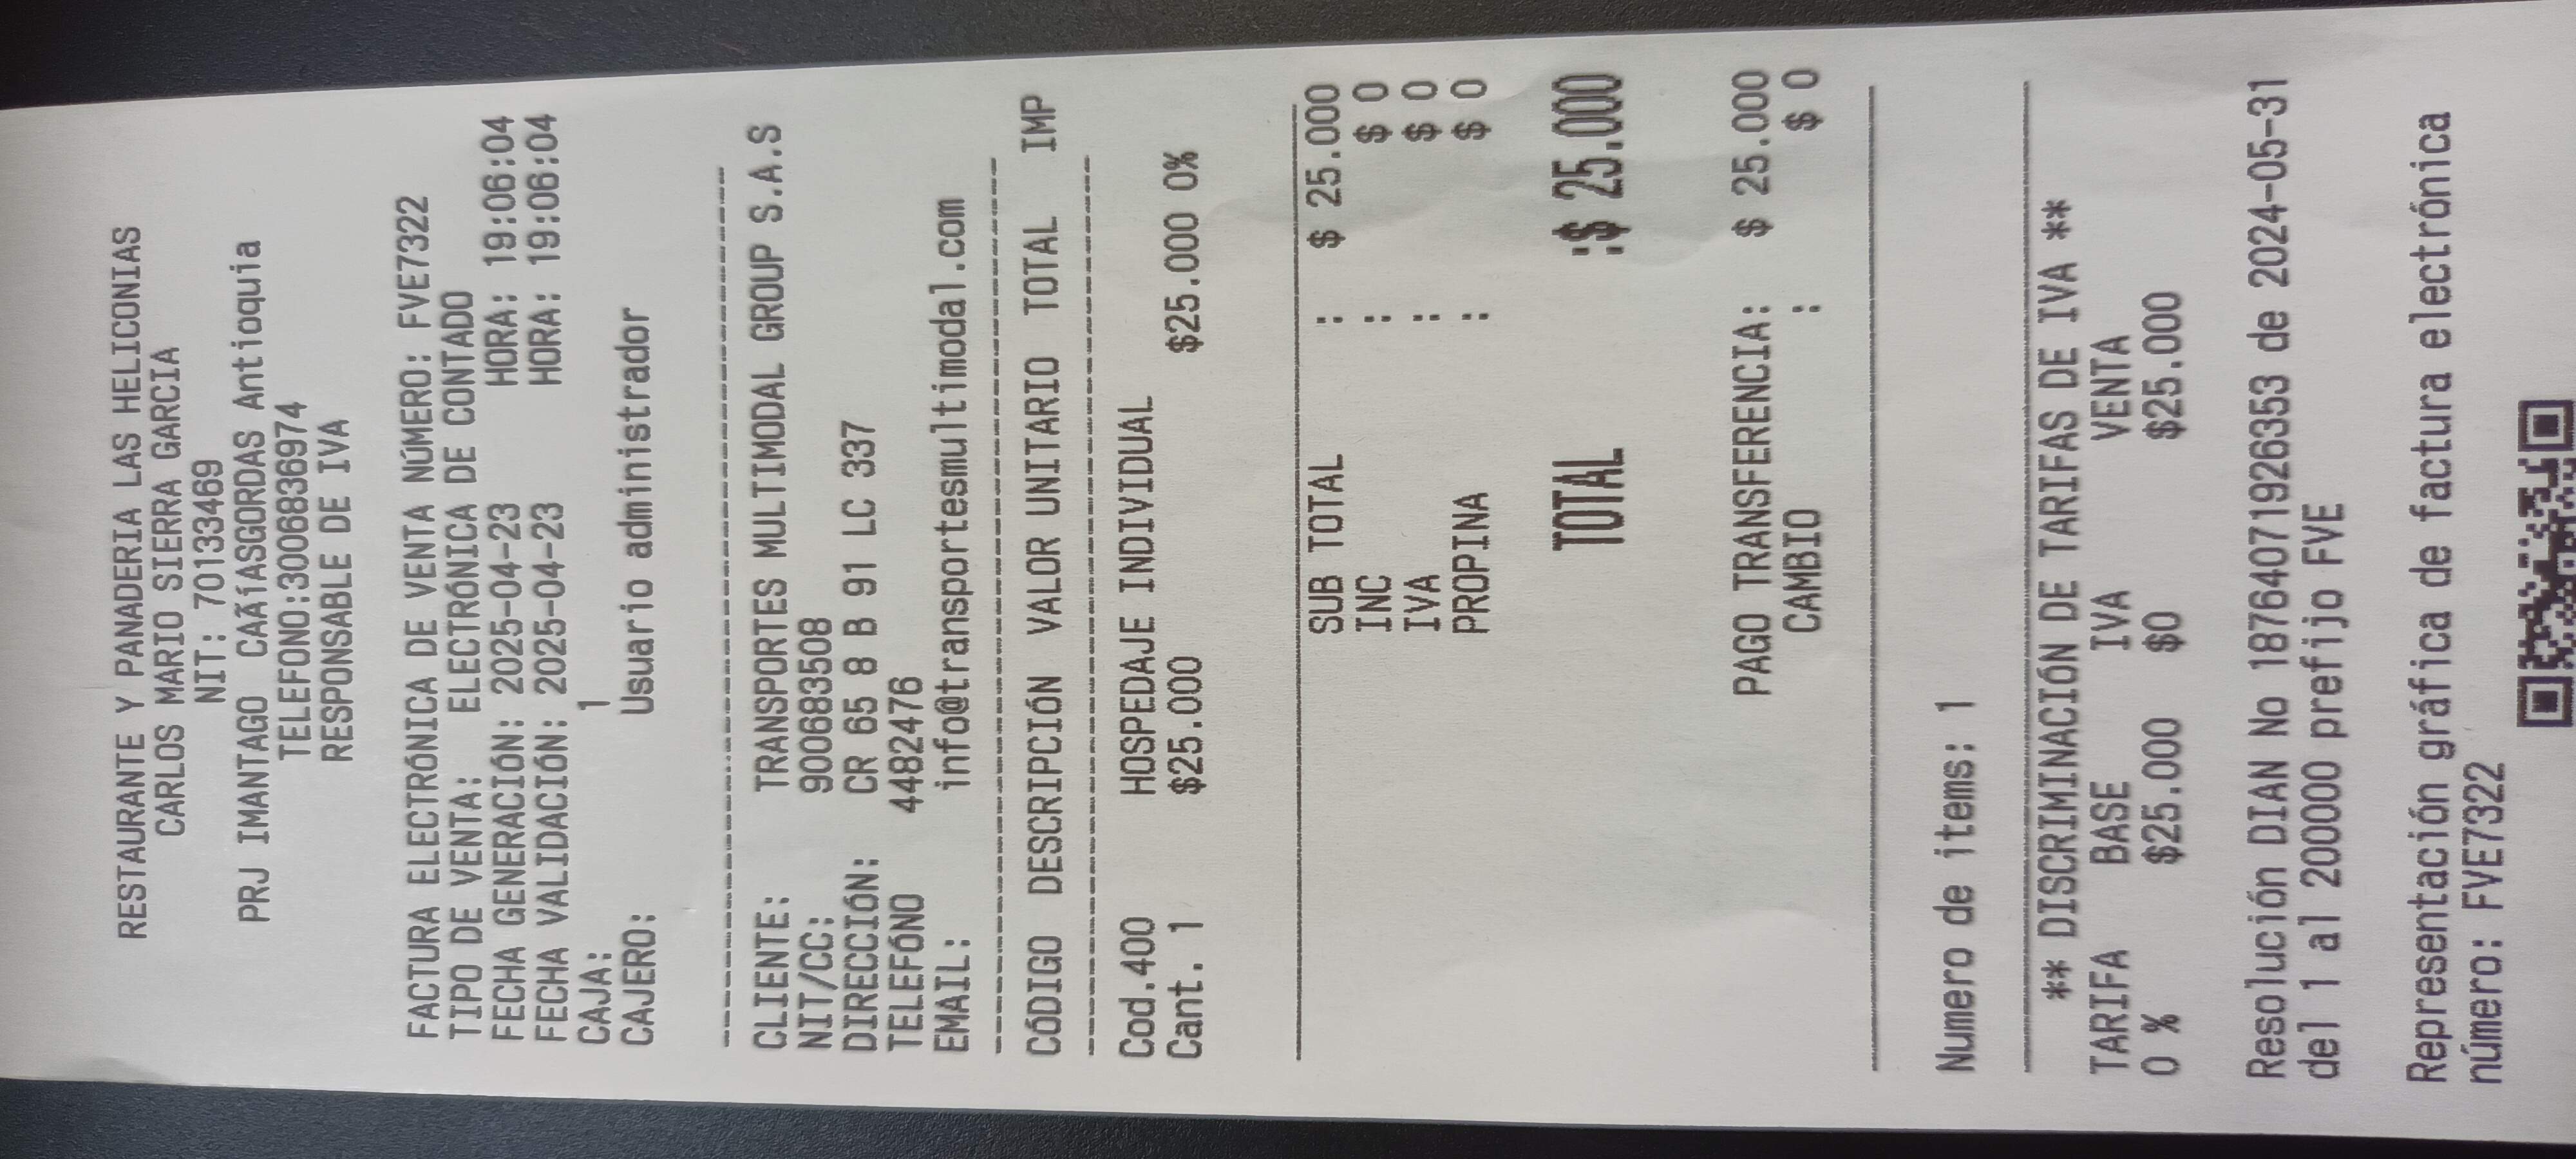 RESTAURANTE Y PANADERIA LAS HELICONIAS
CARLOS MARIO SIERRA GARCIA
NIT: 70133469
PRJ IMANTAGO CAÃÍASGORDAS Antioquia
TELEFONO:3006836974
RESPONSABLE DE IVA
FACTURA ELECTRÓNICA DE VENTA NÚMERO: FVE7322
TIPO DE VENTA: ELECTRÓNICA DE CONTADO
FECHA GENERACIÓN: 2025-04-23 HORA: 19:06:04
FECHA VALIDACIÓN: 2025-04-23 HORA: 19:06:04
CAJA: 1
CAJERO: Usuario administrador
CLIENTE: TRANSPORTES MULTIMODAL GROUP S.A.S
NIT/CC: 900683508
DIRECCIÓN: CR 65 8 B 91 LC 337
TELEFÓNO 4482476
EMAIL: info@transportesmultimodal.com
CÓDIGO DESCRIPCIÓN VALOR UNITARIO TOTAL IMP
Cod.400 HOSPEDAJE INDIVIDUAL
Cant. 1 $25.000 $25.000 0%
SUB TOTAL : $ 25.000
INC : $ 0
IVA : $ 0
PROPINA : $ 0
TOTAL :$ 25.000
PAGO TRANSFERENCIA: $ 25.000
CAMBIO : $ 0
Numero de items: 1
** DISCRIMINACIÓN DE TARIFAS DE IVA **
TARIFA BASE IVA VENTA
0 % $25.000 $0 $25.000
Resolución DIAN No 18764071926353 de 2024-05-31
del 1 al 200000 prefijo FVE
Representación gráfica de factura electrónica
número: FVE7322